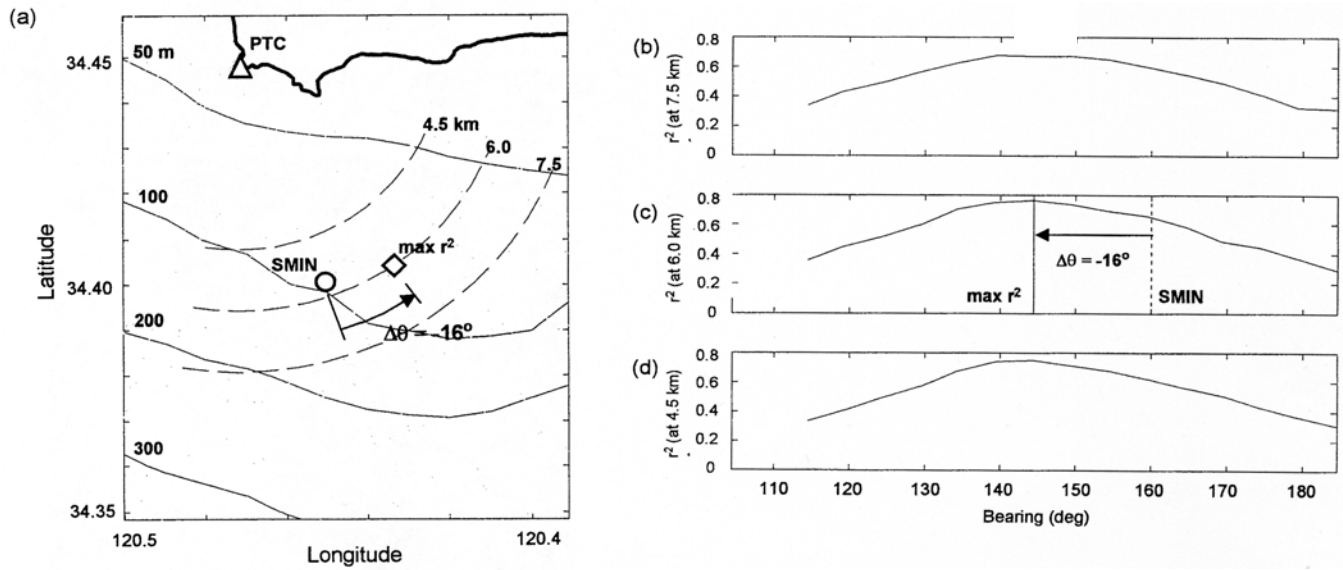 (a)
PTC
50 m
34.45
4.5 km
6.0
7.5
100
max r²
SMIN
34.40
Latitude
200
Δθ = -16º
300
34.35
120.5
120.4
Longitude
(b)
0.8
0.6
0.4
0.2
0
r² (at 7.5 km)
(c)
0.8
0.6
0.4
0.2
0
r² (at 6.0 km)
Δθ = -16º
max r²
SMIN
(d)
0.8
0.6
0.4
0.2
0
r² (at 4.5 km)
110
120
130
140
150
160
170
180
Bearing (deg)